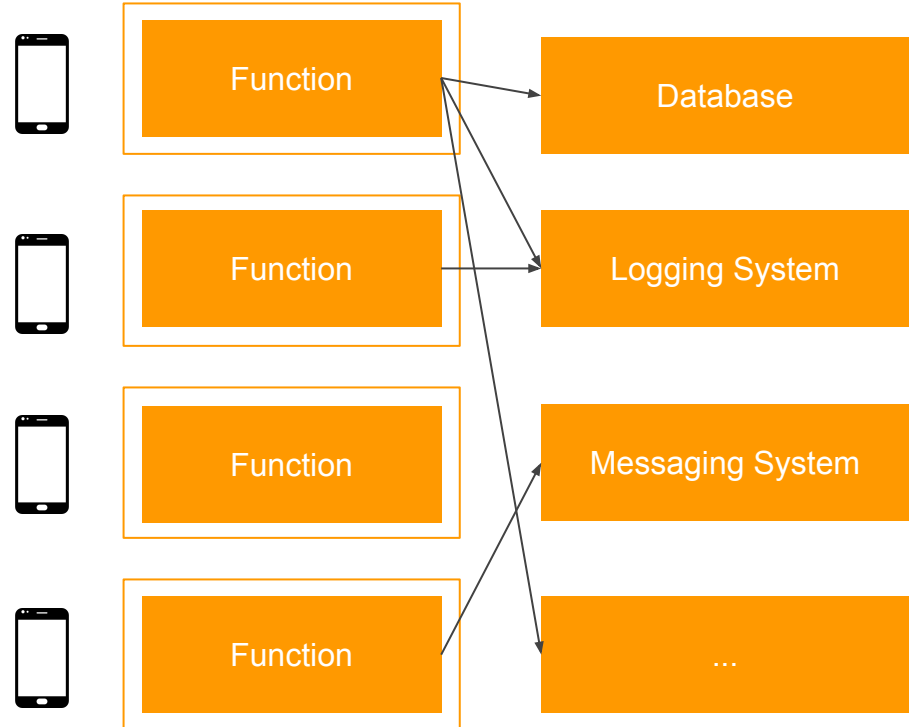 Function
Database
Function
Logging System
Function
Messaging System
Function
...